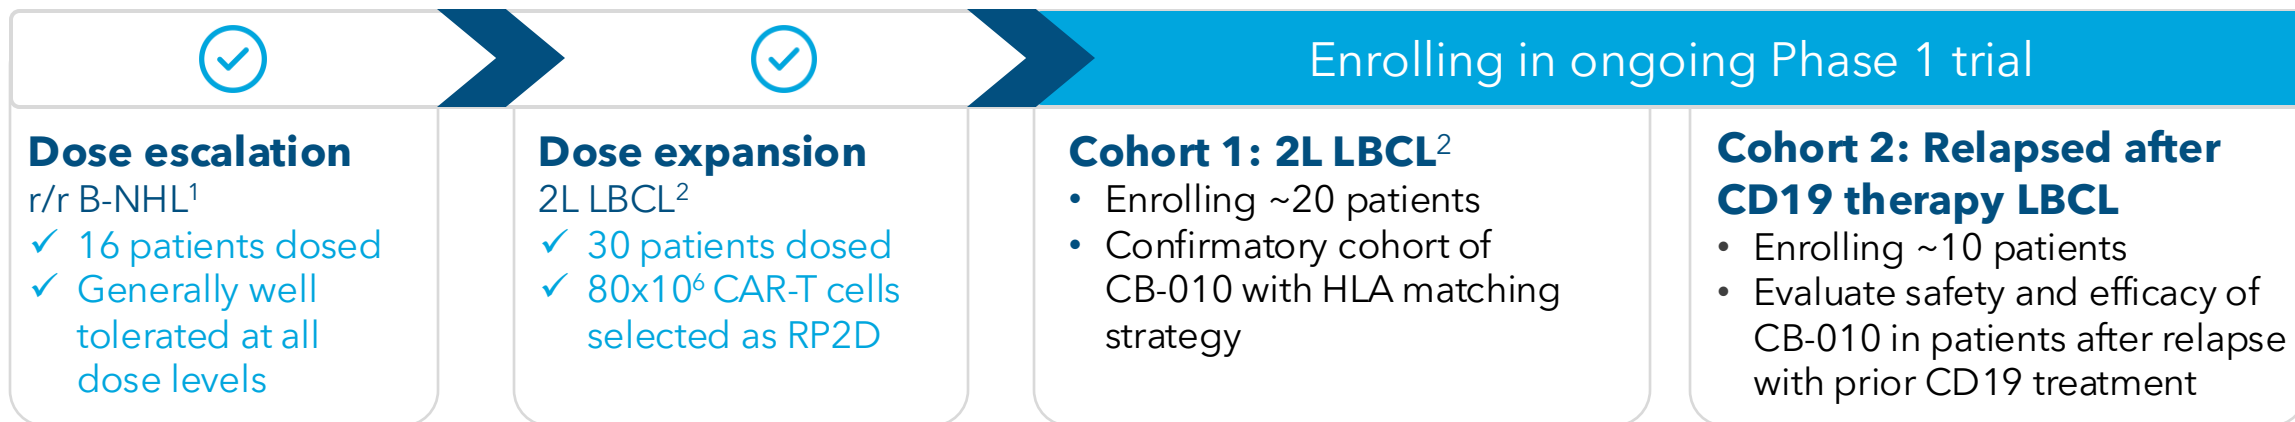 Enrolling in ongoing Phase 1 trial
Dose escalation
r/r B-NHL¹
✓ 16 patients dosed
✓ Generally well
tolerated at all
dose levels
Dose expansion
2L LBCL²
✓ 30 patients dosed
✓ 80x10⁶ CAR-T cells
selected as RP2D
Cohort 1: 2L LBCL²
• Enrolling ~20 patients
• Confirmatory cohort of
CB-010 with HLA matching
strategy
Cohort 2: Relapsed after
CD19 therapy LBCL
• Enrolling ~10 patients
• Evaluate safety and efficacy of
CB-010 in patients after relapse
with prior CD19 treatment